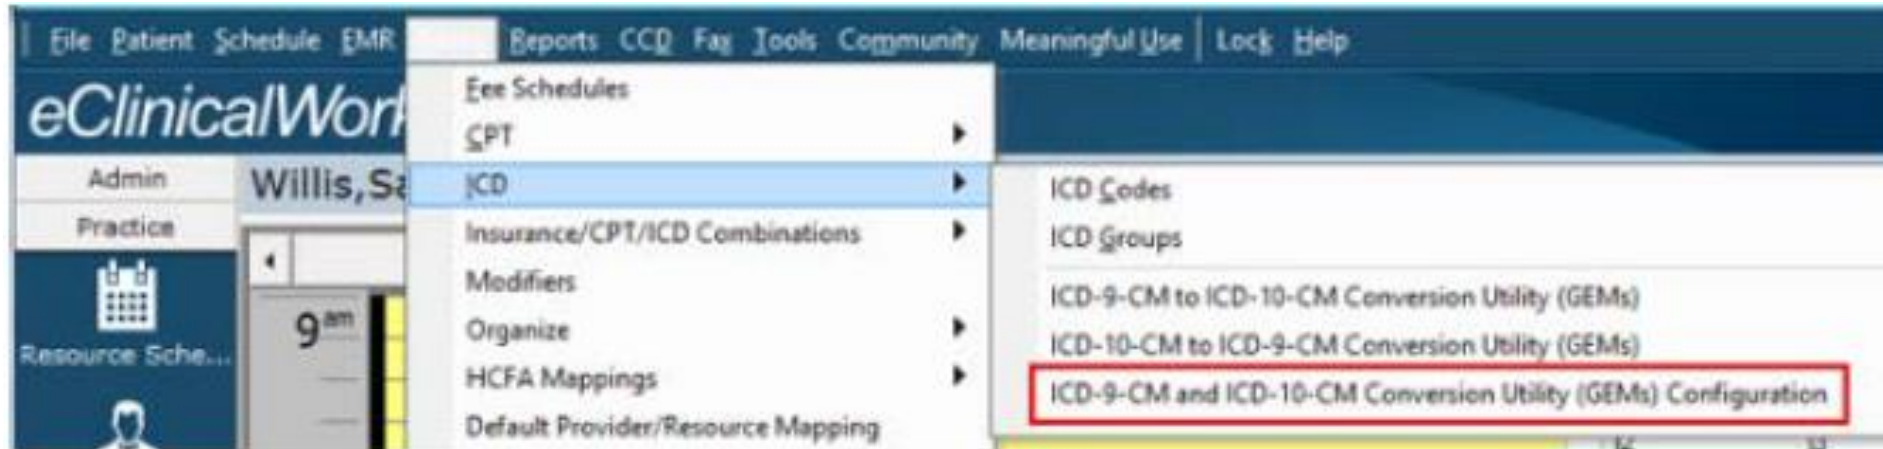 File Patient Schedule EMR Reports CCD Fax Tools Community Meaningful Use Lock Help
eClinicalWork
Fee Schedules
CPT
Admin
Willis, Sa
ICD
ICD Codes
Practice
Insurance/CPT/ICD Combinations
ICD Groups
Modifiers
ICD-9-CM to ICD-10-CM Conversion Utility (GEMs)
9 am
Organize
ICD-10-CM to ICD-9-CM Conversion Utility (GEMs)
Resource Sche...
HCFA Mappings
ICD-9-CM and ICD-10-CM Conversion Utility (GEMs) Configuration
Default Provider/Resource Mapping